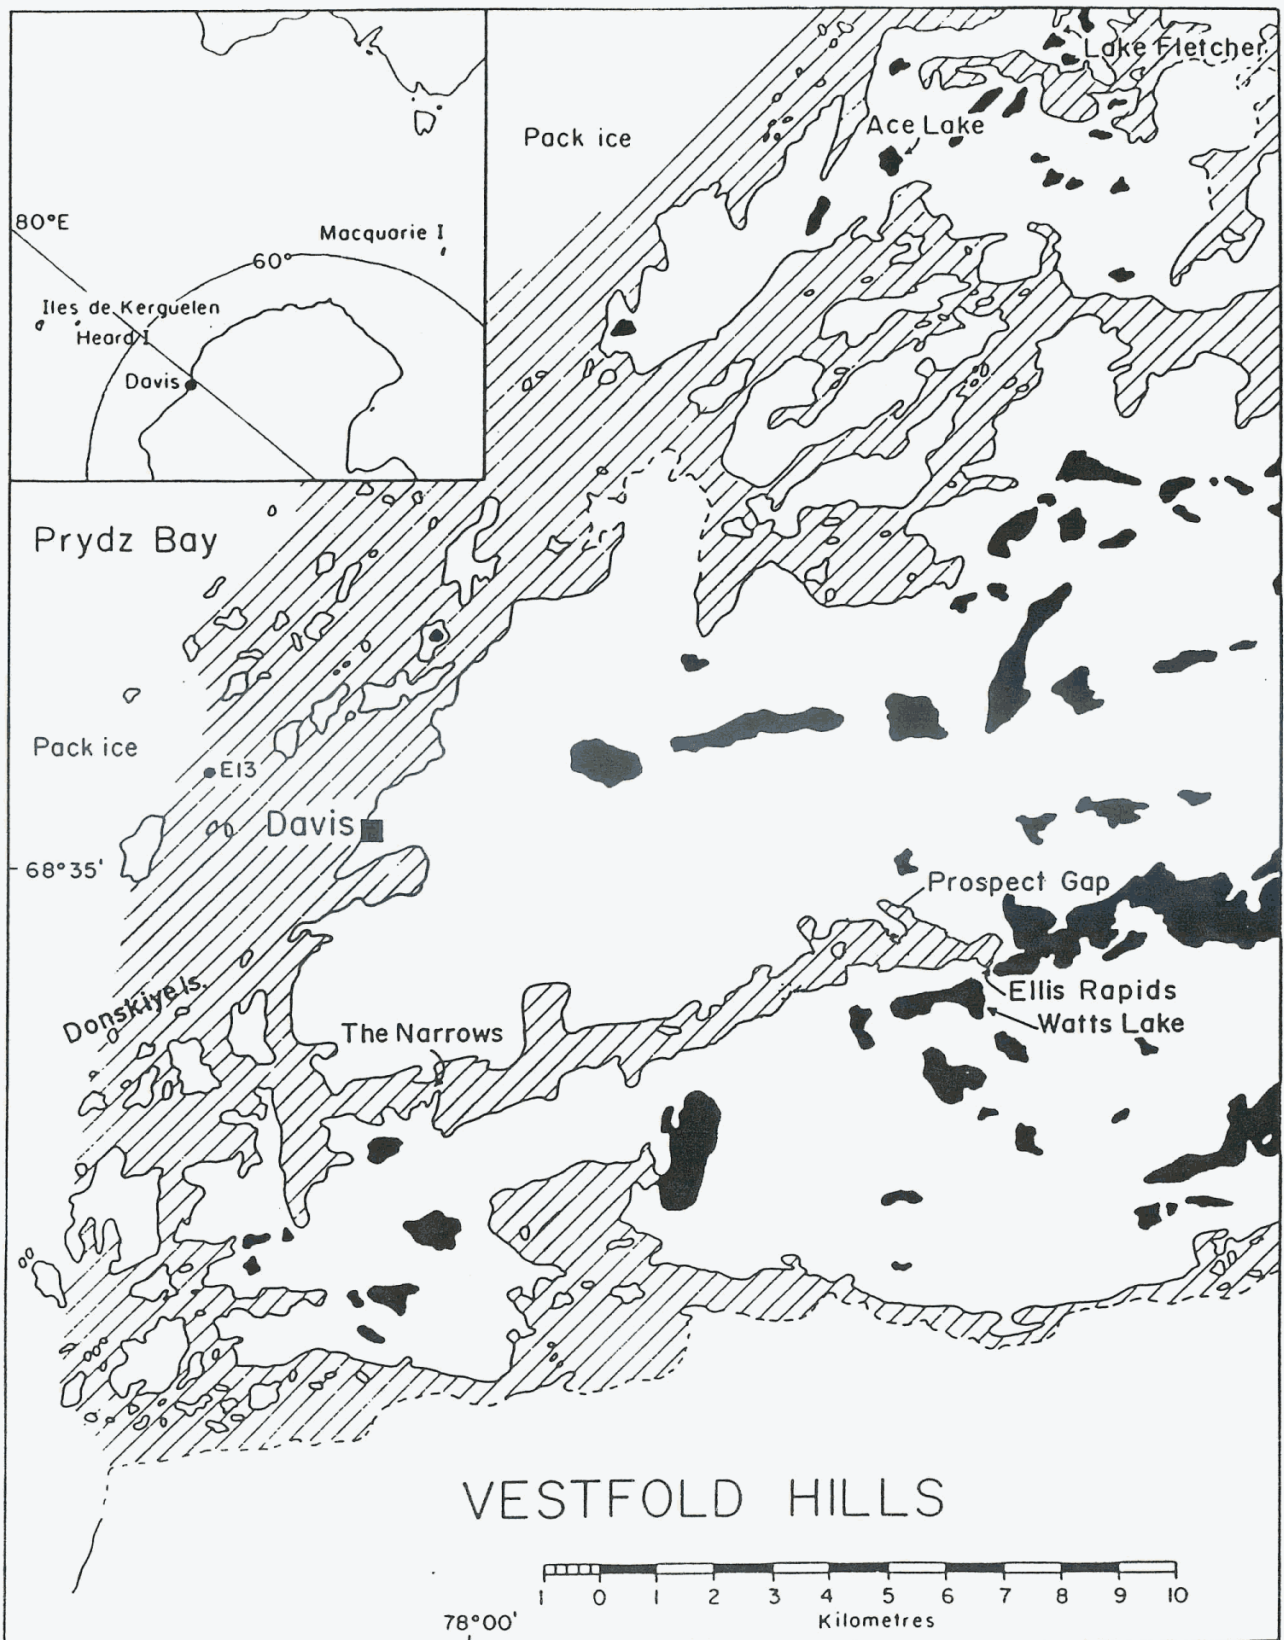 Lake Fletcher
Pack ice
Ace Lake
80°E
Macquarie I
60°
Iles de Kerguelen
Heard I
Davis
Prydz Bay
Pack ice
E13
Davis
68°35'
Prospect Gap
Donskiye Is.
Ellis Rapids
Watts Lake
The Narrows
VESTFOLD HILLS
1 0 1 2 3 4 5 6 7 8 9 10
Kilometres
78°00'